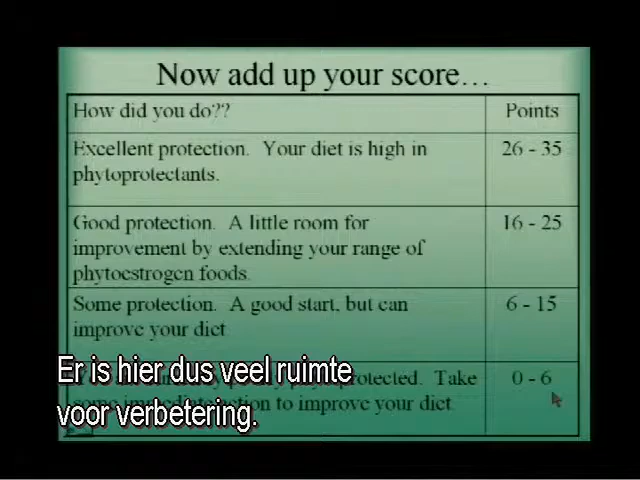 Now add up your score…
How did you do??
Points
Excellent protection. Your diet is high in
phytoprotectants.
26 - 35
Good protection. A little room for
improvement by extending your range of
phytoestrogen foods.
16 - 25
Some protection. A good start, but can
improve your diet
6 - 15
protected. Take
to improve your diet
0 - 6
Er is hier dus veel ruimte
voor verbetering.